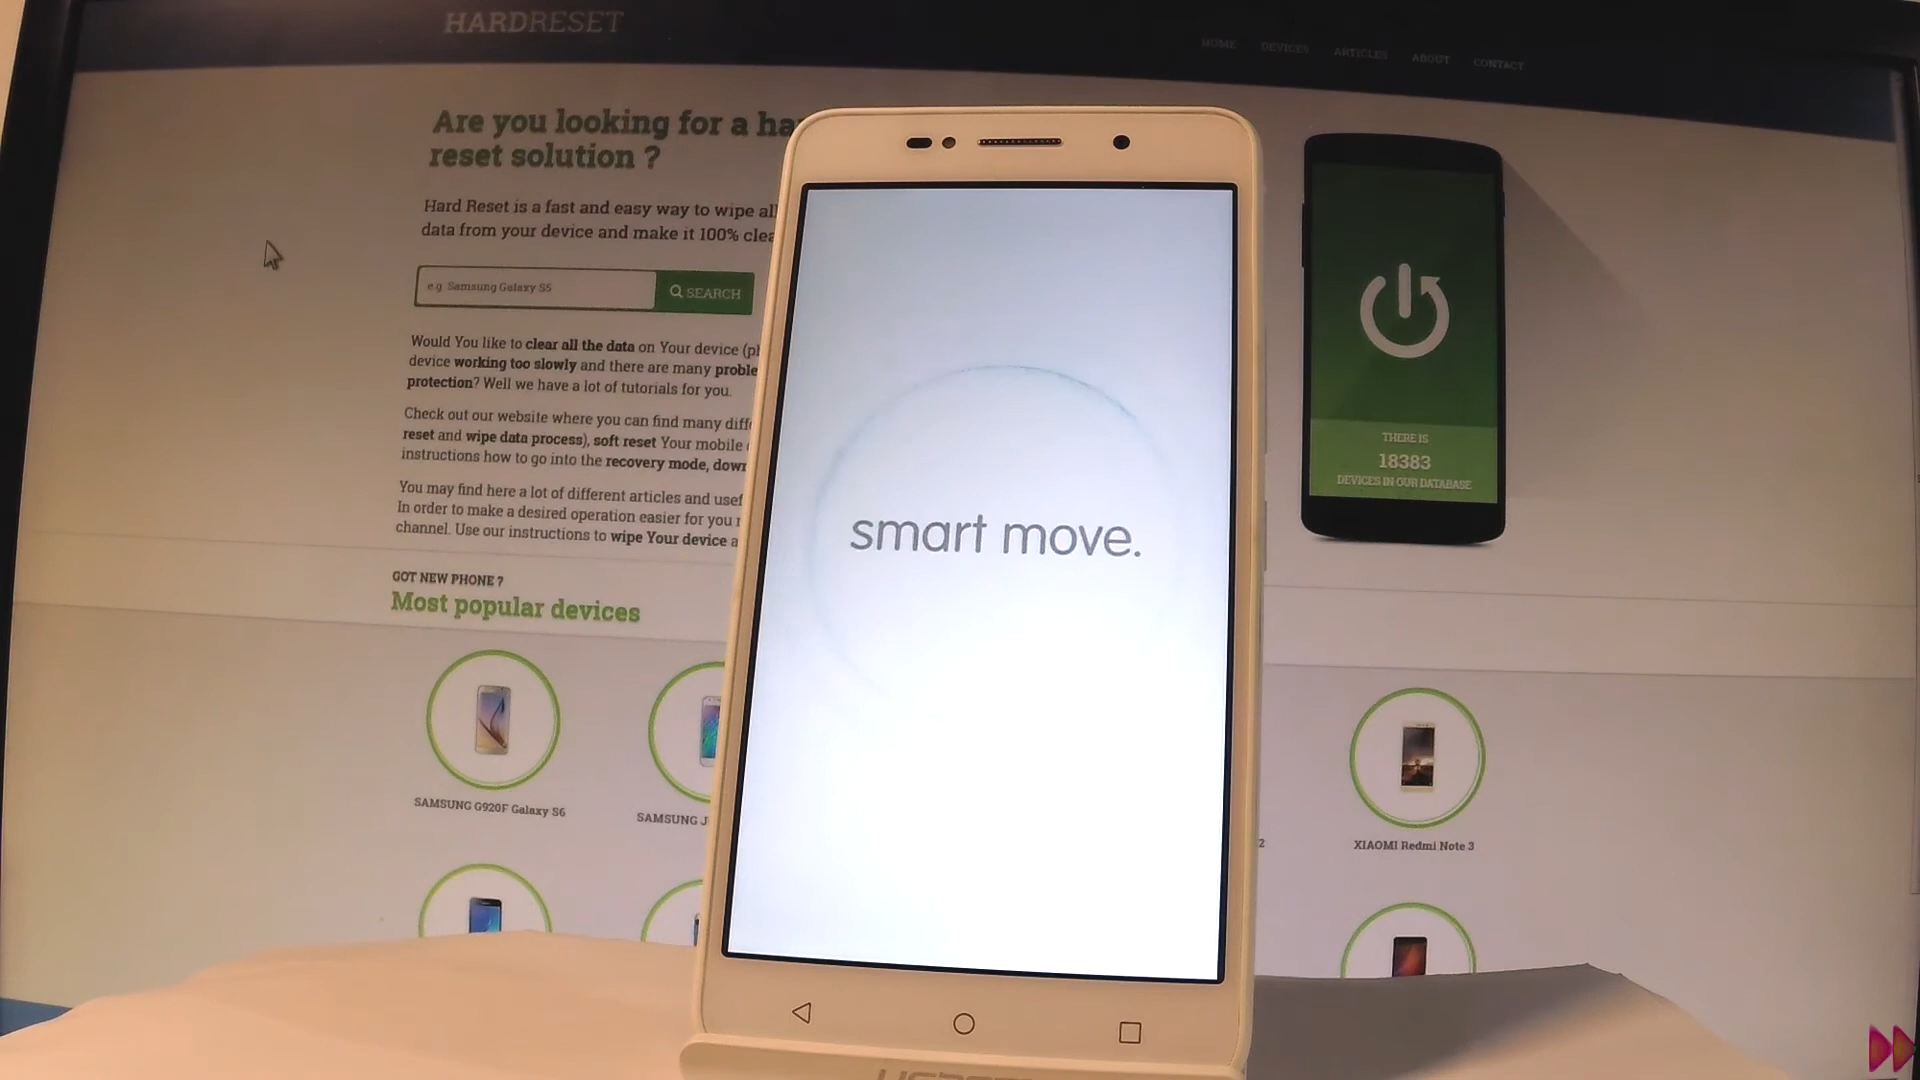 HARDRESET
HOME DEVICES ARTICLES ABOUT CONTACT
Are you looking for a ha
reset solution ?
Hard Reset is a fast and easy way to wipe all
data from your device and make it 100% clea
e.g. Samsung Galaxy S5
SEARCH
Would You like to clear all the data on Your device (pl
device working too slowly and there are many proble
protection? Well we have a lot of tutorials for you.
Check out our website where you can find many diff
reset and wipe data process), soft reset Your mobile
instructions how to go into the recovery mode, down
You may find here a lot of different articles and usef
In order to make a desired operation easier for you
channel. Use our instructions to wipe Your device a
THERE IS
18383
DEVICES IN OUR DATABASE
smart move.
GOT NEW PHONE ?
Most popular devices
SAMSUNG G920F Galaxy S6
SAMSUNG J
2
XIAOMI Redmi Note 3